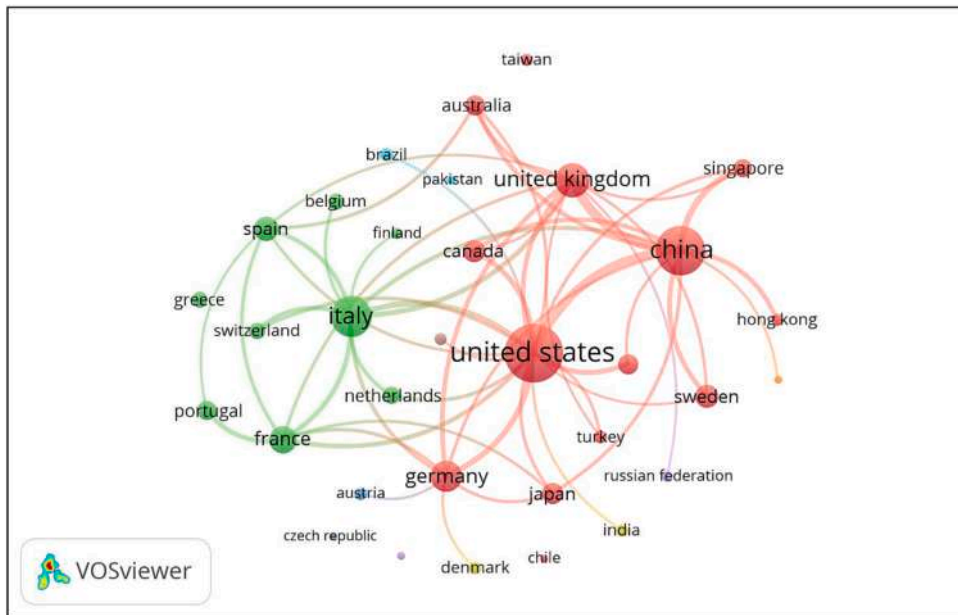 taiwan
australia
brazil
pakistan
united kingdom
singapore
belgium
spain
finland
canada
china
greece
switzerland
italy
hong kong
united states
netherlands
sweden
portugal
france
turkey
germany
russian federation
austria
japan
india
czech republic
chile
denmark
VOSviewer